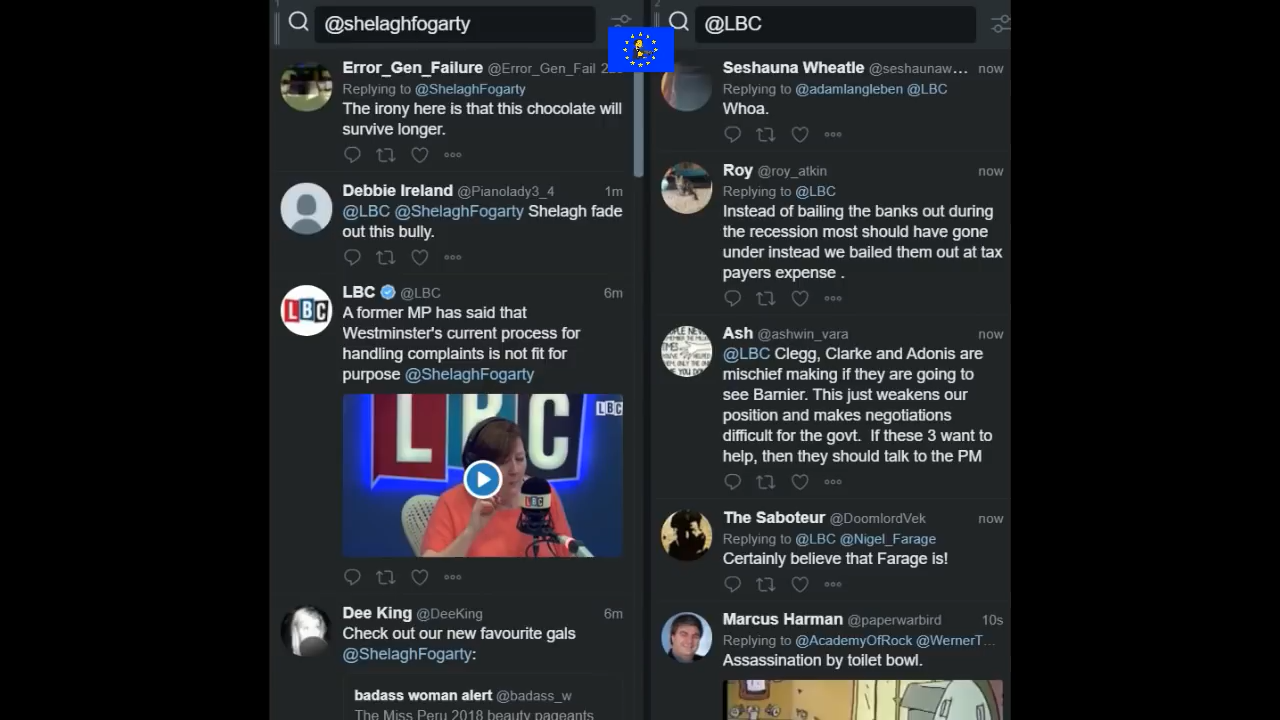 @shelaghfogarty
Error_Gen_Failure @Error_Gen_Fail
Replying to @ShelaghFogarty
The irony here is that this chocolate will
survive longer.
Debbie Ireland @Pianolady3_4 1m
@LBC @ShelaghFogarty Shelagh fade
out this bully.
LBC @LBC 6m
A former MP has said that
Westminster's current process for
handling complaints is not fit for
purpose @ShelaghFogarty
LBC
LBC
LBC
Dee King @DeeKing 6m
Check out our new favourite gals
@ShelaghFogarty:
badass woman alert @badass_w
The Miss Peru 2018 beauty pageants
@LBC
Seshauna Wheatle @seshaunaw… now
Replying to @adamlangleben @LBC
Whoa.
Roy @roy_atkin now
Replying to @LBC
Instead of bailing the banks out during
the recession most should have gone
under instead we bailed them out at tax
payers expense .
Ash @ashwin_vara now
@LBC Clegg, Clarke and Adonis are
mischief making if they are going to
see Barnier. This just weakens our
position and makes negotiations
difficult for the govt. If these 3 want to
help, then they should talk to the PM
The Saboteur @DoomlordVek now
Replying to @LBC @Nigel_Farage
Certainly believe that Farage is!
Marcus Harman @paperwarbird 10s
Replying to @AcademyOfRock @WernerT…
Assassination by toilet bowl.